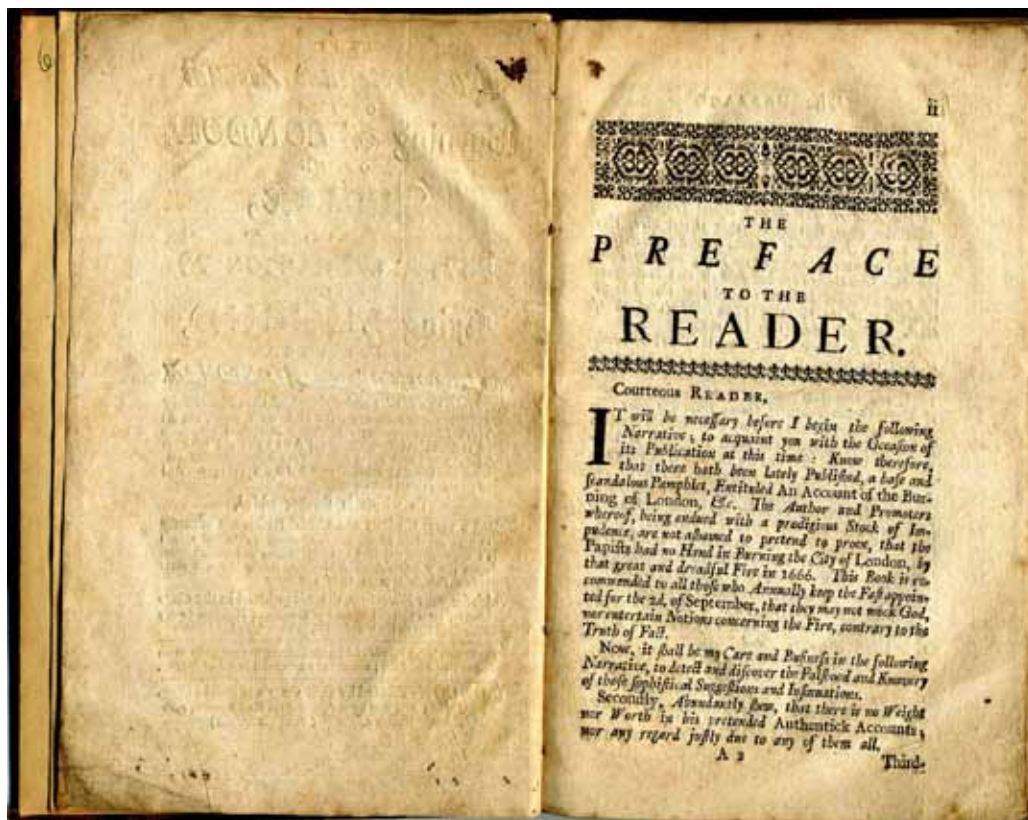 6
ii
THE
PREFACE
TO THE
READER.
Courteous READER,
IT will be neceſſary before I begin the following
Narrative, to acquaint you with the Occaſion of
its Publication at this time: Know therefore,
that there hath been lately Publiſhed, a baſe and
ſcandalous Pamphlet, Entituled An Account of the Bur-
ning of London, &c. The Author and Promoters
whereof, being endued with a prodigious Stock of Im-
pudence, are not aſhamed to pretend to prove, that the
Papiſts had no Hand in Burning the City of London, by
that great and dreadful Fire in 1666. This Book is re-
commended to all thoſe who Annually keep the Faſt appoin-
ted for the 2d, of September, that they may not mock God,
nor entertain Notions concerning the Fire, contrary to the
Truth of Fact.
Now, it ſhall be my Care and Buſineſs in the following
Narrative, to detect and diſcover the Falſhood and Knavery
of theſe ſophiſtical Suggeſtions and Inſinuations.
Secondly, Abundantly ſhew, that there is no Weight
nor Worth in his pretended Authentick Accounts,
nor any regard juſtly due to any of them all.
A 2
Third-